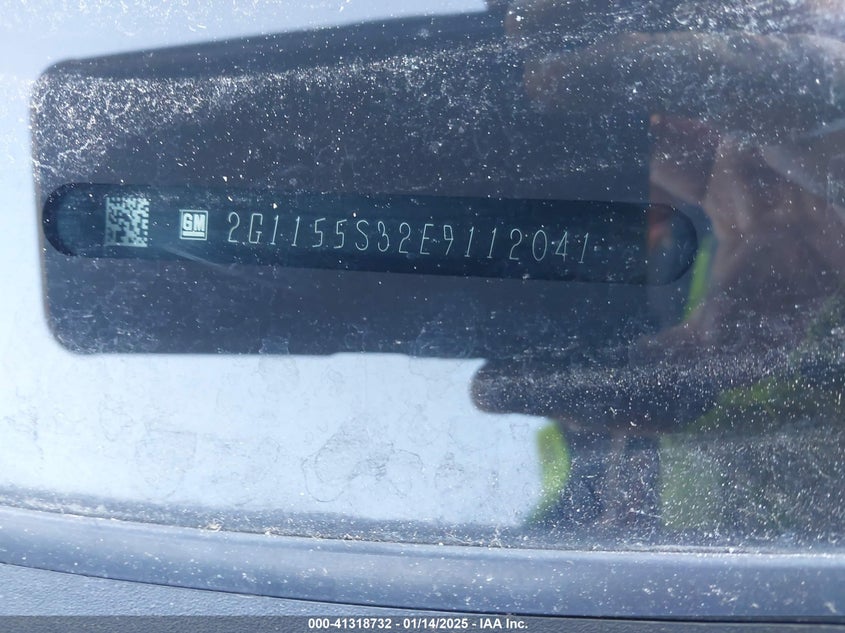 GM 2G1155S32E9112041
000-41318732 - 01/14/2025 - IAA Inc.